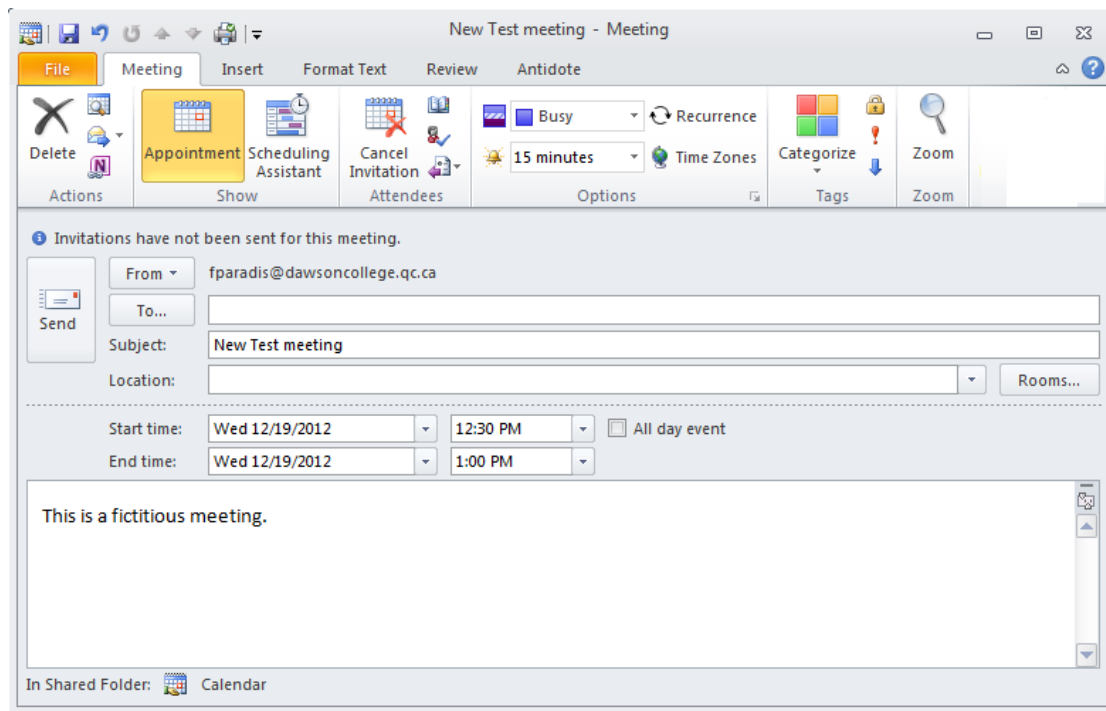 New Test meeting - Meeting
File Meeting Insert Format Text Review Antidote
Delete Appointment Scheduling Assistant Cancel Invitation Busy Recurrence Categorize Zoom
15 minutes Time Zones
Actions Show Attendees Options Tags Zoom
Invitations have not been sent for this meeting.
Send
From fparadis@dawsoncollege.qc.ca
To...
Subject: New Test meeting
Location: Rooms...
Start time: Wed 12/19/2012 12:30 PM All day event
End time: Wed 12/19/2012 1:00 PM
This is a fictitious meeting.
In Shared Folder: Calendar